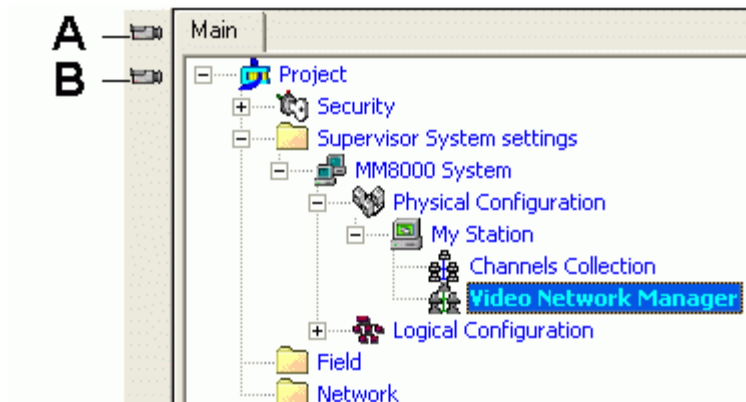 A
Main
B
Project
Security
Supervisor System settings
MM8000 System
Physical Configuration
My Station
Channels Collection
Video Network Manager
Logical Configuration
Field
Network